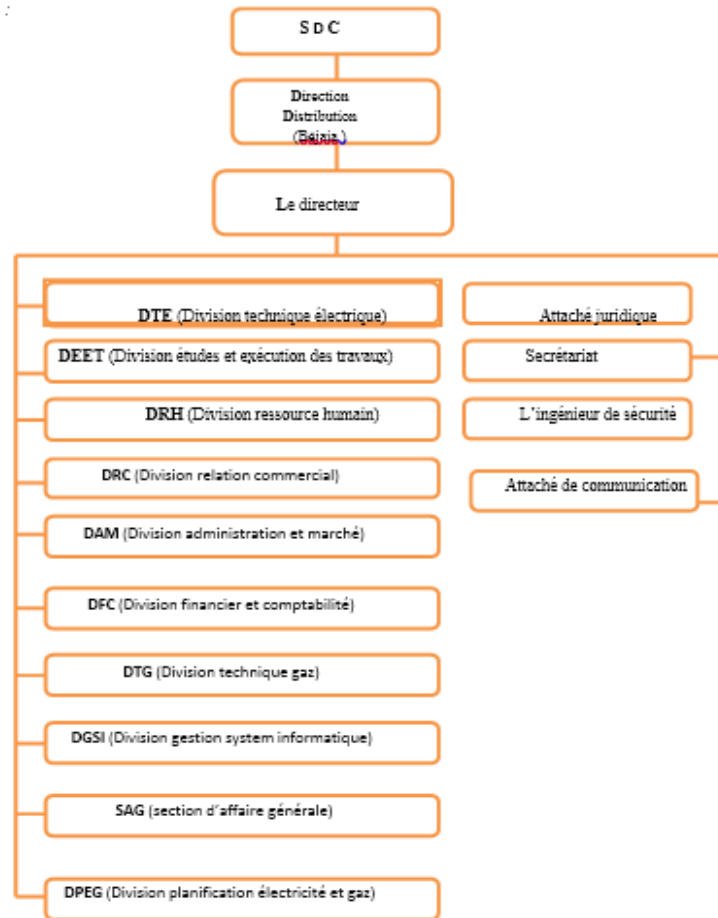 :
S D C
Direction
Distribution
(Bejaia )
Le directeur
DTE (Division technique électrique)
Attaché juridique
DEET (Division études et exécution des travaux)
Secrétariat
DRH (Division ressource humain)
L'ingénieur de sécurité
DRC (Division relation commercial)
Attaché de communication
DAM (Division administration et marché)
DFC (Division financier et comptabilité)
DTG (Division technique gaz)
DGSI (Division gestion system informatique)
SAG (section d'affaire générale)
DPEG (Division planification électricité et gaz)